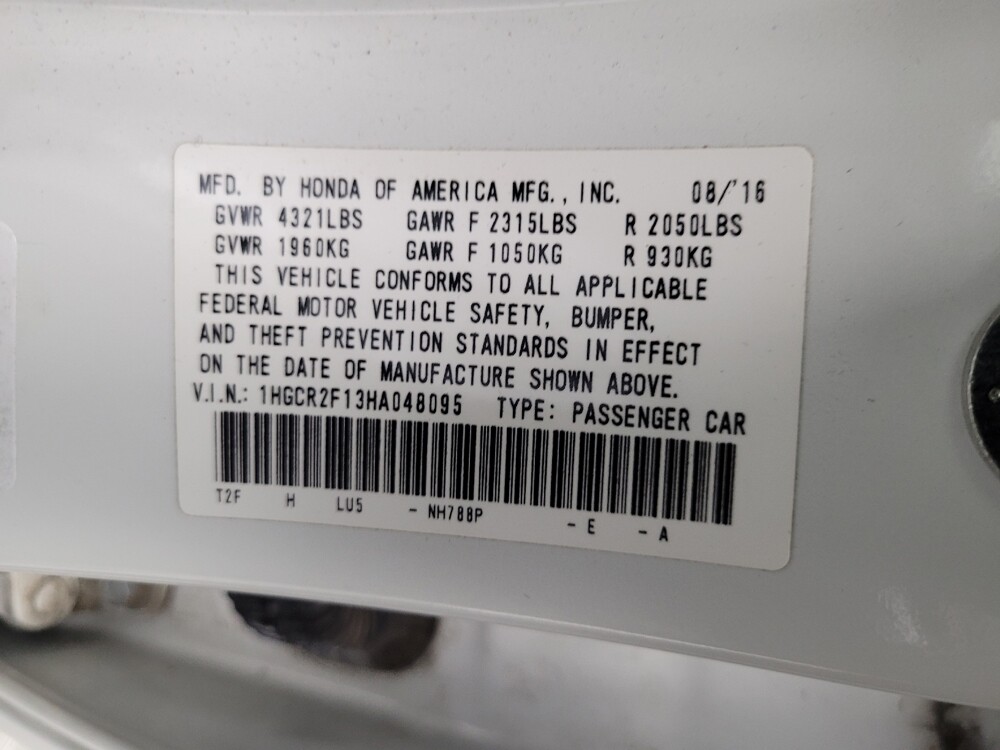 MFD. BY HONDA OF AMERICA MFG., INC. 08/'16
GVWR 4321LBS GAWR F 2315LBS R 2050LBS
GVWR 1960KG GAWR F 1050KG R 930KG
THIS VEHICLE CONFORMS TO ALL APPLICABLE
FEDERAL MOTOR VEHICLE SAFETY, BUMPER,
AND THEFT PREVENTION STANDARDS IN EFFECT
ON THE DATE OF MANUFACTURE SHOWN ABOVE.
V.I.N.: 1HGCR2F13HA048095 TYPE: PASSENGER CAR
T2F H LU5 - NH788P - E - A